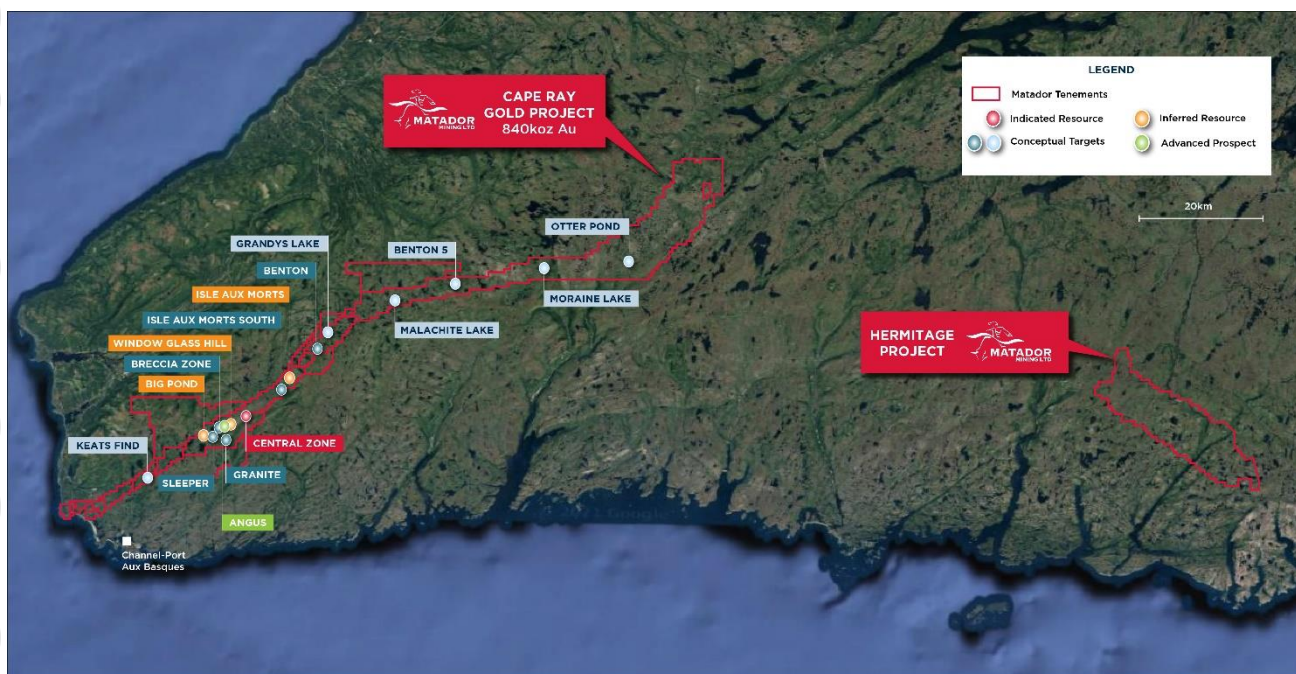 MATADOR
MINING LTD
CAPE RAY
GOLD PROJECT
840koz Au
LEGEND
Matador Tenements
Indicated Resource
Inferred Resource
Conceptual Targets
Advanced Prospect
20km
OTTER POND
GRANDYS LAKE
BENTON 5
BENTON
ISLE AUX MORTS
MORAINE LAKE
ISLE AUX MORTS SOUTH
MALACHITE LAKE
WINDOW GLASS HILL
BRECCIA ZONE
BIG POND
HERMITAGE
PROJECT
MATADOR
MINING LTD
KEATS FIND
CENTRAL ZONE
SLEEPER
GRANITE
ANGUS
Channel-Port
Aux Basques